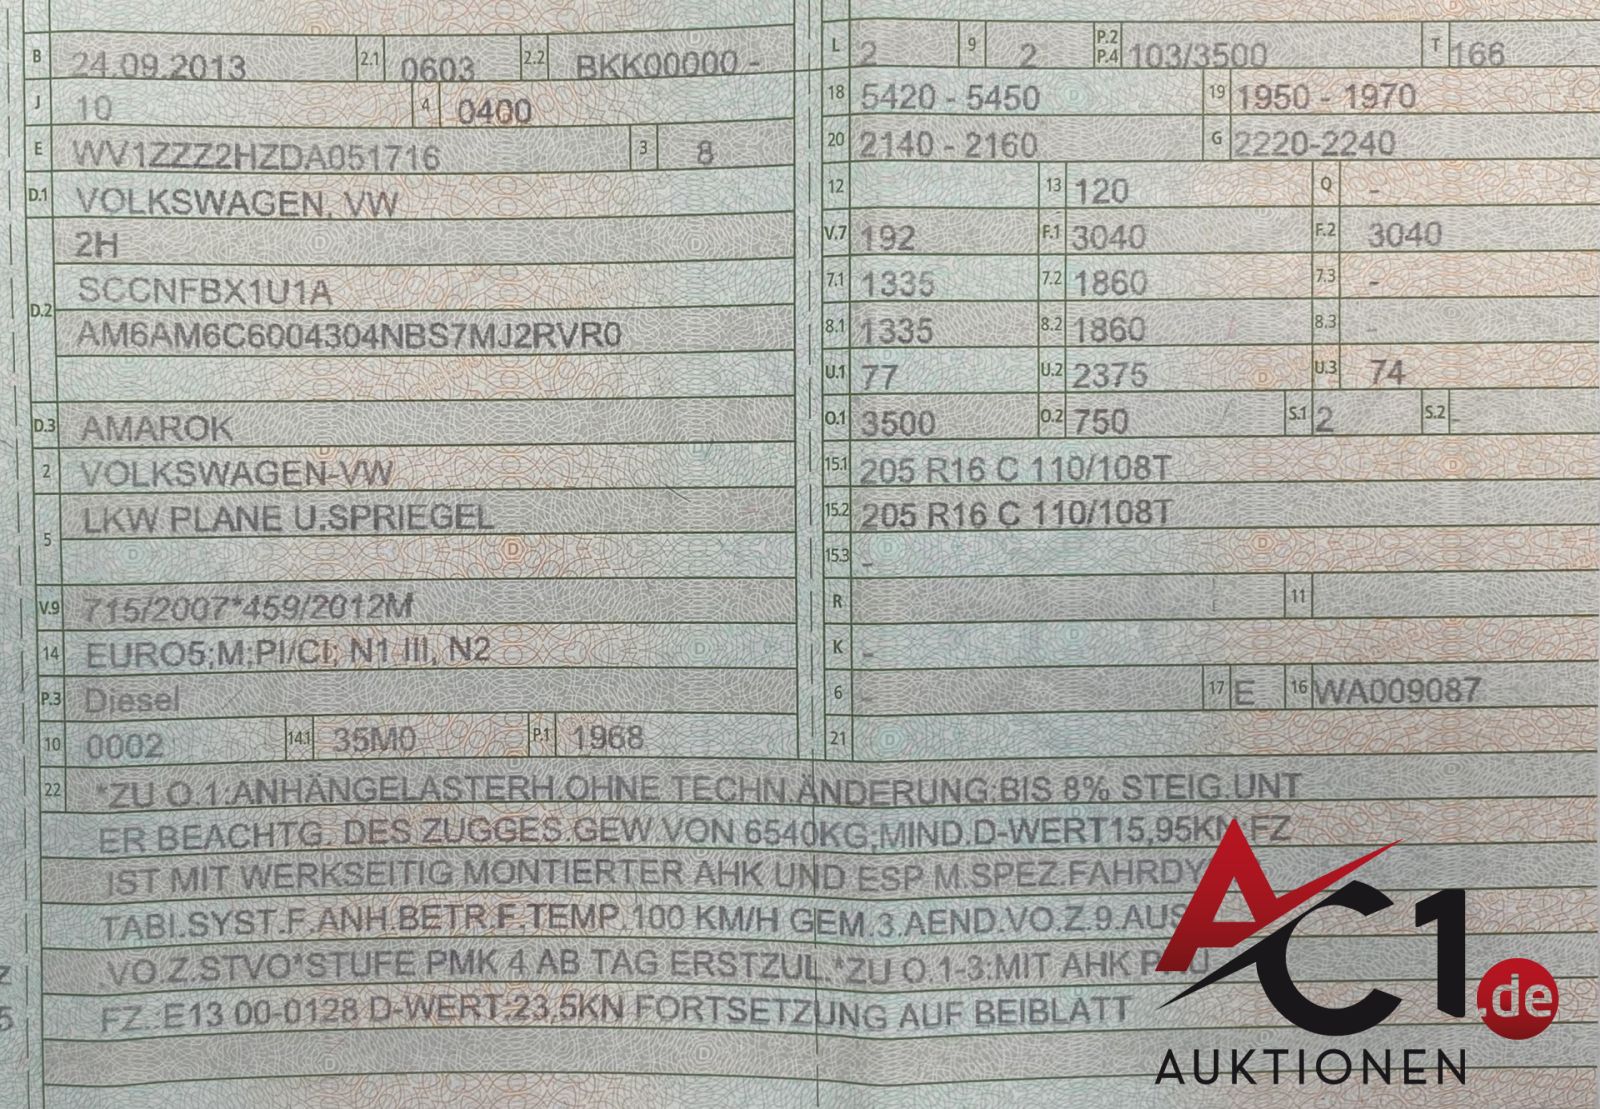 B 24.09.2013 2.1 0603 2.2 BKK00000 -
J 10 4 0400
E WV1ZZZ2HZDA051716 3 8
D.1 VOLKSWAGEN, VW
2H
D.2 SCCNFBX1U1A
AM6AM6C6004304NBS7MJ2RVR0
D.3 AMAROK
2 VOLKSWAGEN-VW
5 LKW PLANE U.SPRIEGEL
V.9 715/2007*459/2012M
14 EURO5;M;PI/CI; N1 III, N2
P.3 Diesel
10 0002 14.1 35M0 P.1 1968
L 2 9 2 P.2 P.4 103/3500 T 166
18 5420 - 5450 19 1950 - 1970
20 2140 - 2160 G 2220-2240
12 13 120 Q -
V.7 192 F.1 3040 F.2 3040
7.1 1335 7.2 1860 7.3 -
8.1 1335 8.2 1860 8.3 -
U.1 77 U.2 2375 U.3 74
O.1 3500 O.2 750 S.1 2 S.2 -
15.1 205 R16 C 110/108T
15.2 205 R16 C 110/108T
15.3 -
R 11
K -
6 - 17 E 16 WA009087
21
22 *ZU O.1:ANHÄNGELASTERH.OHNE TECHN.ÄNDERUNG:BIS 8% STEIG.UNT
ER BEACHTG. DES ZUGGES.GEW.VON 6540KG;MIND.D-WERT15,95KN;FZ
IST MIT WERKSEITIG MONTIERTER AHK UND ESP M.SPEZ.FAHRDY
TABI.SYST.F.ANH.BETR.F.TEMP.100 KM/H GEM.3.AEND.VO.Z.9.AUS
.VO.Z.STVO*STUFE PMK 4 AB TAG ERSTZUL.*ZU O.1-3:MIT AHK
FZ.:E13 00-0128 D-WERT:23,5KN FORTSETZUNG AUF BEIBLATT
z
5
AC1.de
AUKTIONEN